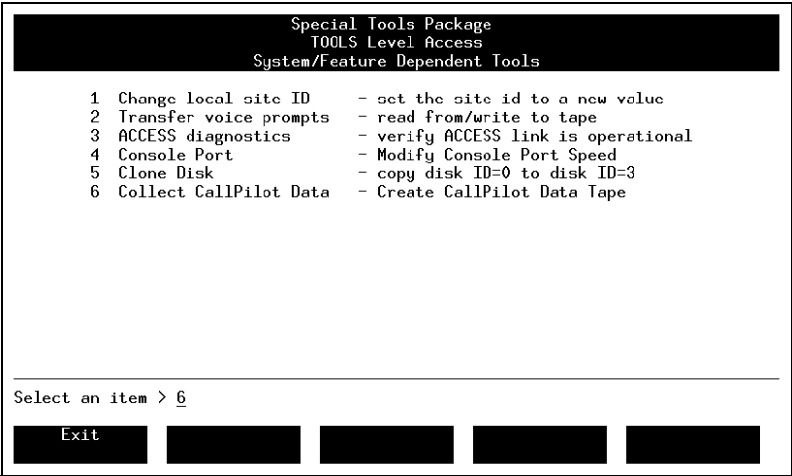 Special Tools Package
TOOLS Level Access
System/Feature Dependent Tools
1 Change local site ID - set the site id to a new value
2 Transfer voice prompts - read from/write to tape
3 ACCESS diagnostics - verify ACCESS link is operational
4 Console Port - Modify Console Port Speed
5 Clone Disk - copy disk ID=0 to disk ID=3
6 Collect CallPilot Data - Create CallPilot Data Tape
Select an item > 6
Exit